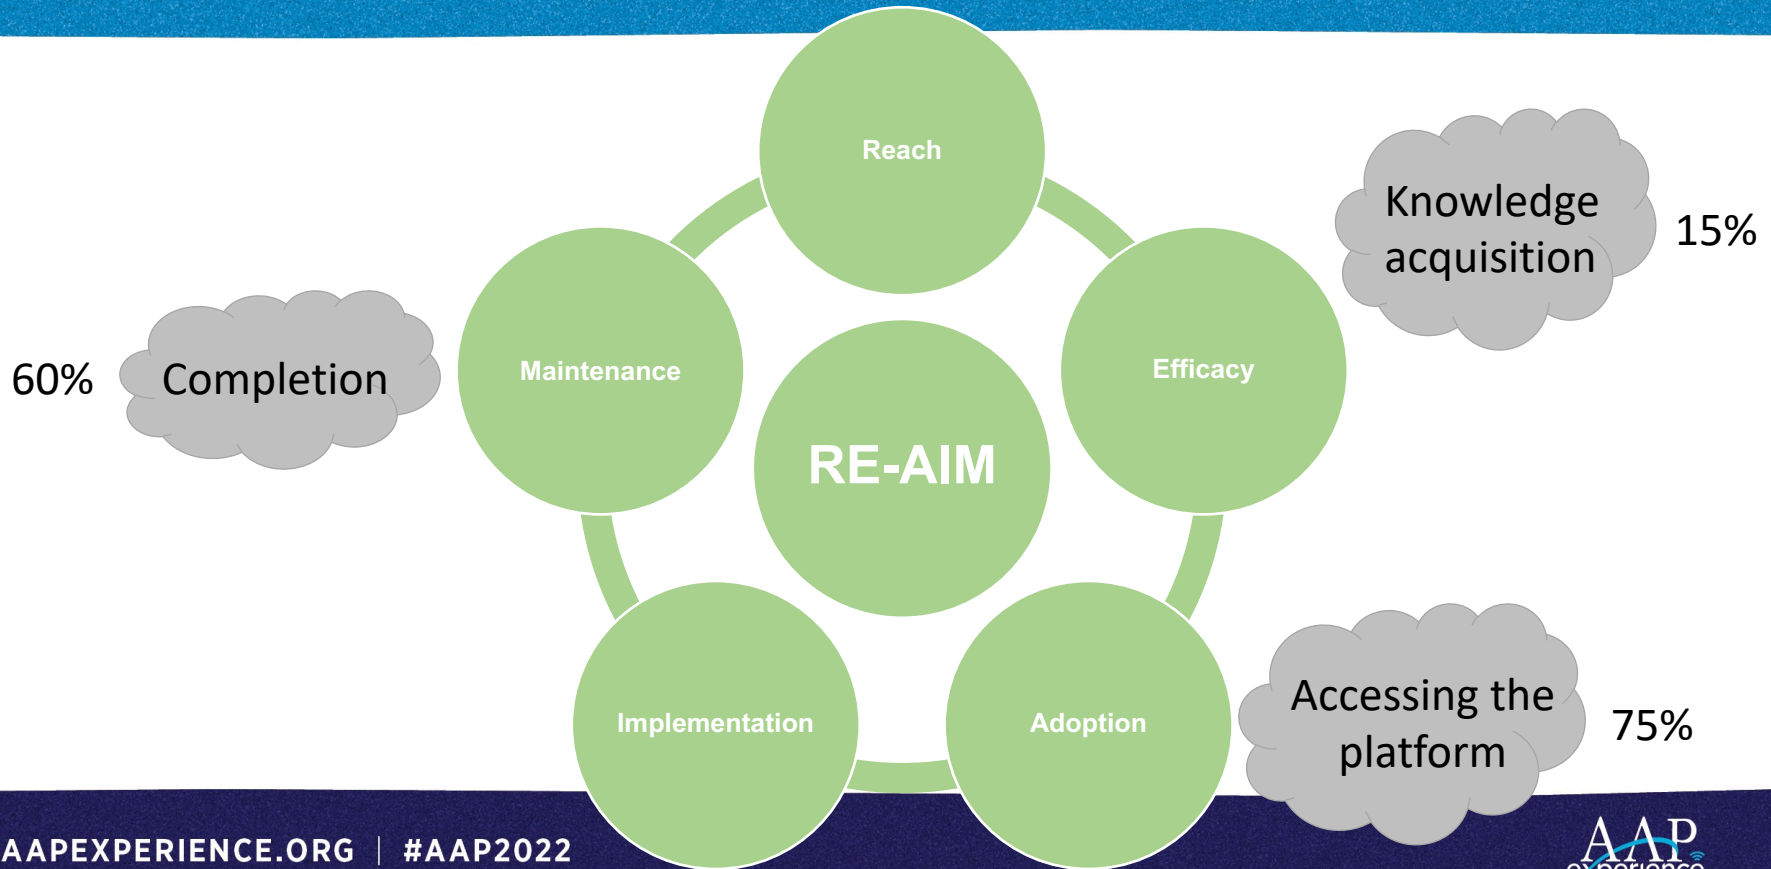 Reach
Knowledge
acquisition
15%
Efficacy
Maintenance
Completion
60%
RE-AIM
Implementation
Adoption
Accessing the
platform
75%
AAPEXPERIENCE.ORG | #AAP2022
AAP
experience